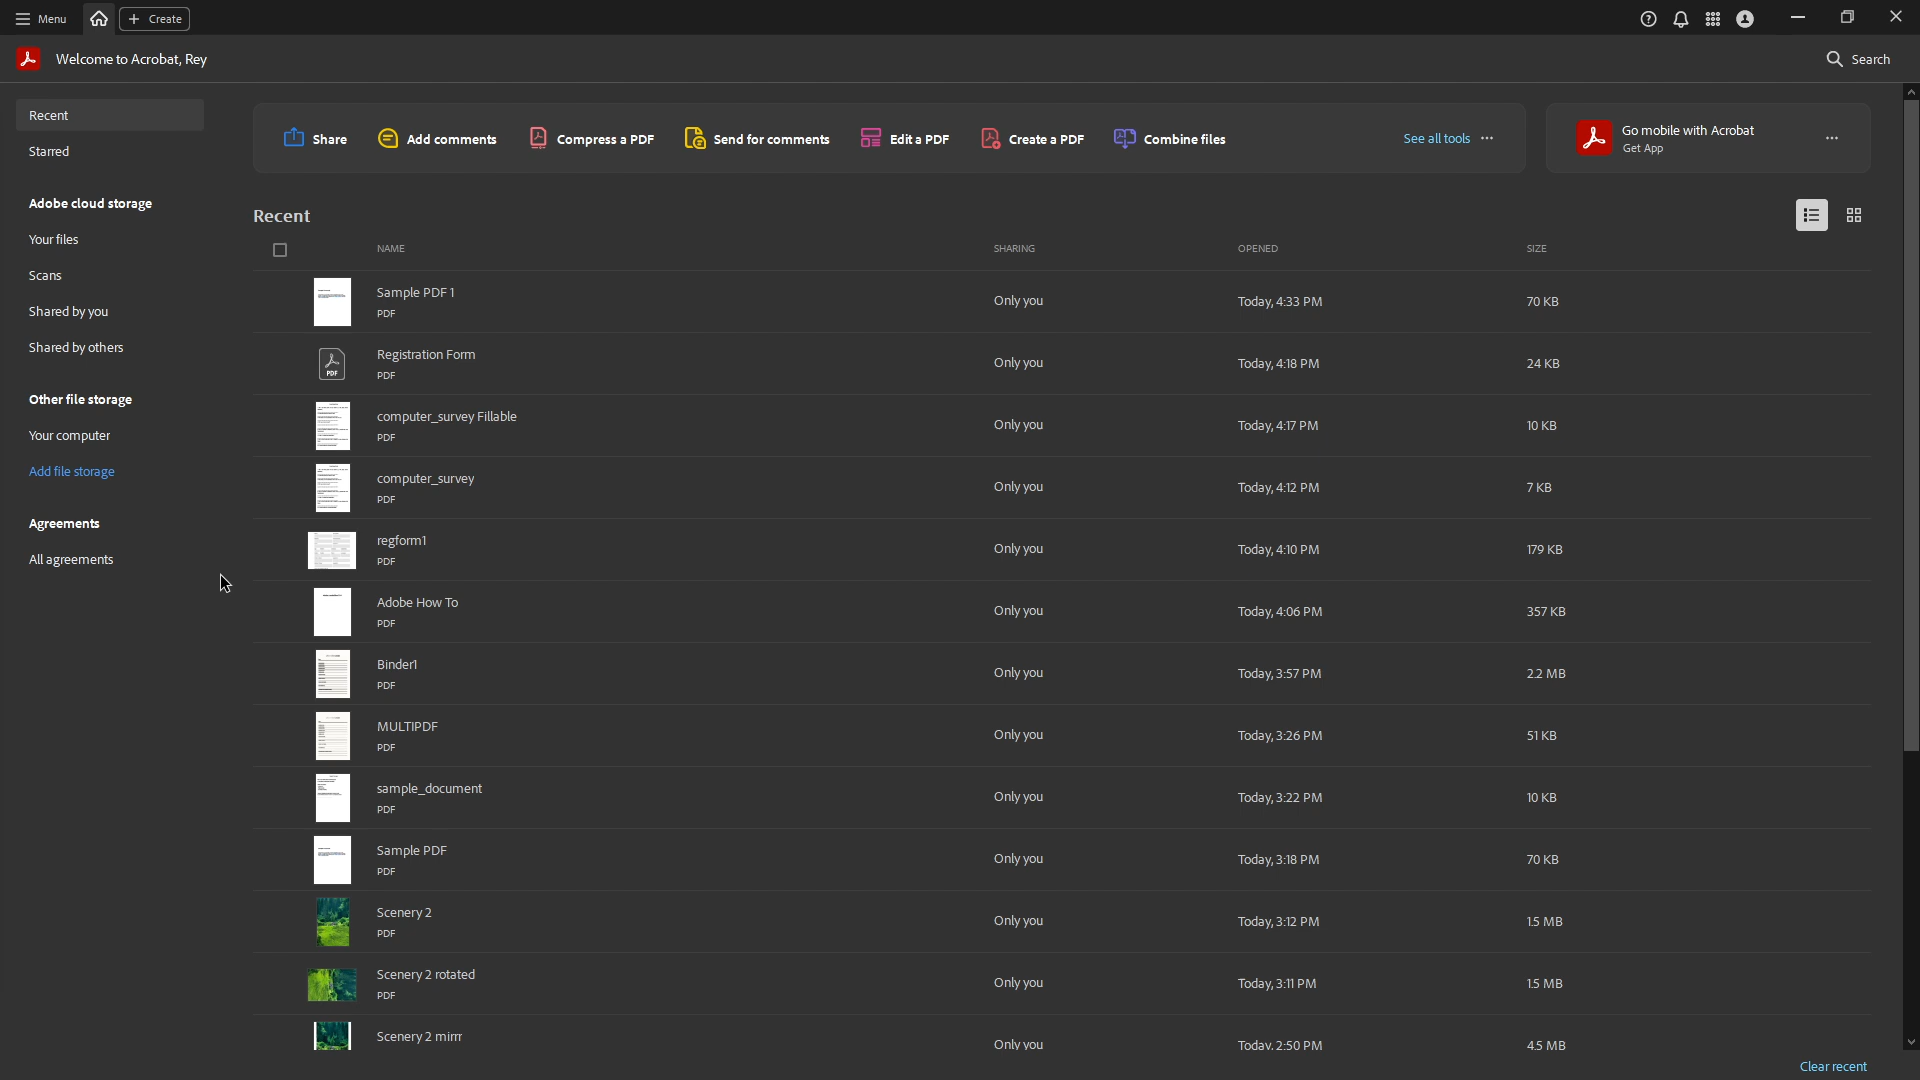 Menu
Create
Welcome to Acrobat, Rey
Search
Recent
Starred
Adobe cloud storage
Your files
Scans
Shared by you
Shared by others
Other file storage
Your computer
Add file storage
Agreements
All agreements
Share
Add comments
Compress a PDF
Send for comments
Edit a PDF
Create a PDF
Combine files
See all tools
Go mobile with Acrobat
Get App
Recent
NAME SHARING OPENED SIZE
Sample PDF 1
PDF
Only you Today, 4:33 PM 70 KB
Registration Form
PDF
PDF
Only you Today, 4:18 PM 24 KB
computer_survey Fillable
PDF
Only you Today, 4:17 PM 10 KB
computer_survey
PDF
Only you Today, 4:12 PM 7 KB
regform1
PDF
Only you Today, 4:10 PM 179 KB
Adobe How To
PDF
Only you Today, 4:06 PM 357 KB
Binder1
PDF
Only you Today, 3:57 PM 2.2 MB
MULTIPDF
PDF
Only you Today, 3:26 PM 51 KB
sample_document
PDF
Only you Today, 3:22 PM 10 KB
Sample PDF
PDF
Only you Today, 3:18 PM 70 KB
Scenery 2
PDF
Only you Today, 3:12 PM 1.5 MB
Scenery 2 rotated
PDF
Only you Today, 3:11 PM 1.5 MB
Scenery 2 mirrr
Only you Today, 2:50 PM 4.5 MB
Clear recent